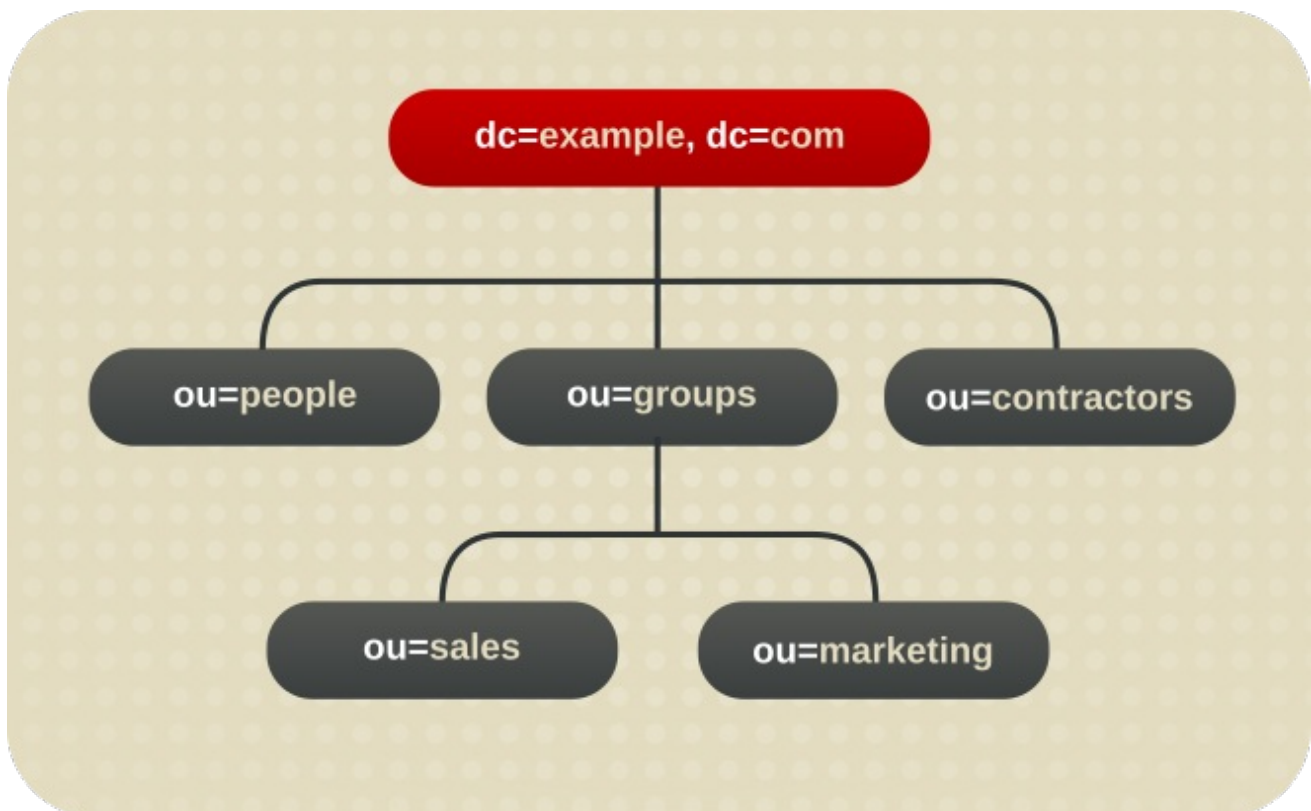 dc=example, dc=com
ou=people
ou=groups
ou=contractors
ou=sales
ou=marketing